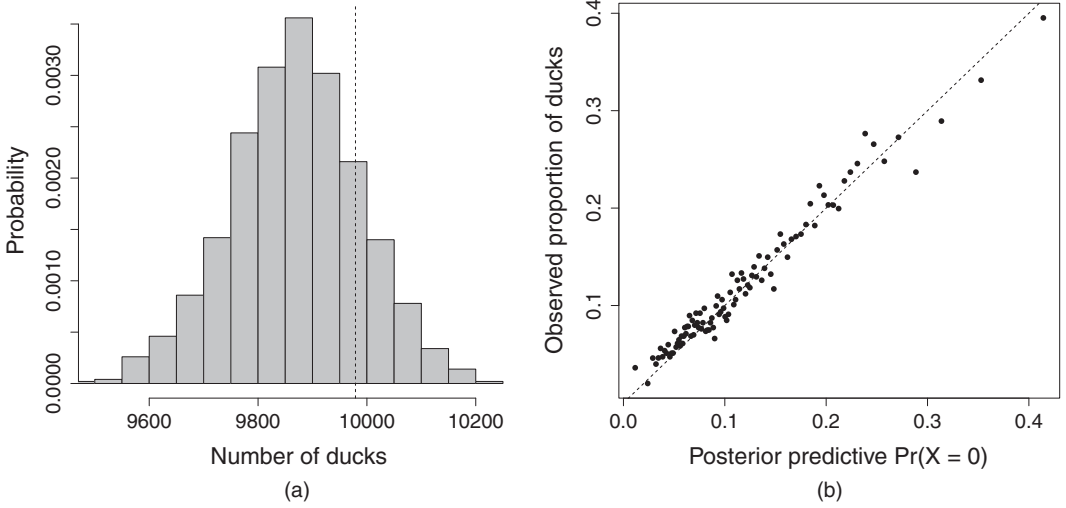 0.0000 0.0010 0.0020 0.0030
Probability
9600 9800 10000 10200
Number of ducks
(a)
0.1 0.2 0.3 0.4
Observed proportion of ducks
0.0 0.1 0.2 0.3 0.4
Posterior predictive Pr(X = 0)
(b)